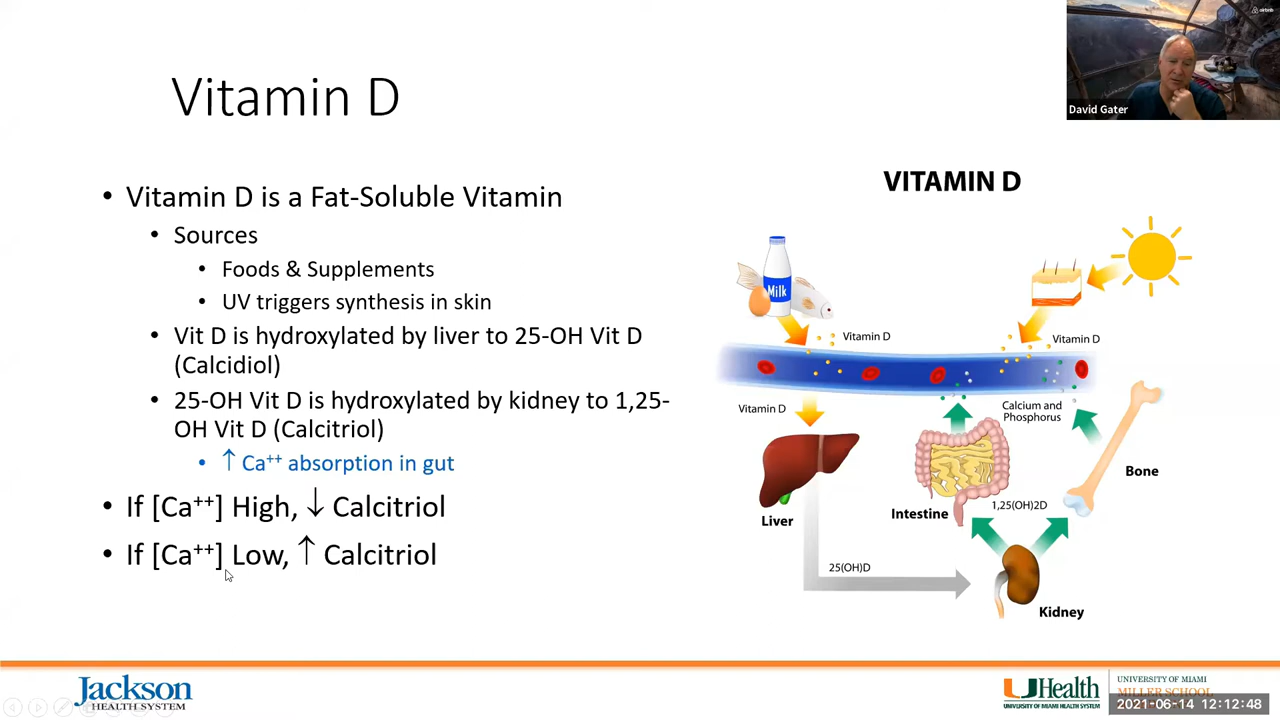 airbnb
David Gater
Vitamin D
• Vitamin D is a Fat-Soluble Vitamin
• Sources
• Foods & Supplements
• UV triggers synthesis in skin
• Vit D is hydroxylated by liver to 25-OH Vit D
(Calcidiol)
• 25-OH Vit D is hydroxylated by kidney to 1,25-
OH Vit D (Calcitriol)
• ↑ Ca⁺⁺ absorption in gut
• If [Ca⁺⁺] High, ↓ Calcitriol
• If [Ca⁺⁺] Low, ↑ Calcitriol
VITAMIN D
Milk
Vitamin D
Vitamin D
Vitamin D
Calcium and
Phosphorus
Bone
Liver
Intestine
1,25(OH)2D
25(OH)D
Kidney
Jackson
HEALTH SYSTEM
UHealth
UNIVERSITY OF MIAMI HEALTH SYSTEM
UNIVERSITY OF MIAMI
MILLER SCHOOL
2021-06-14 12:12:48